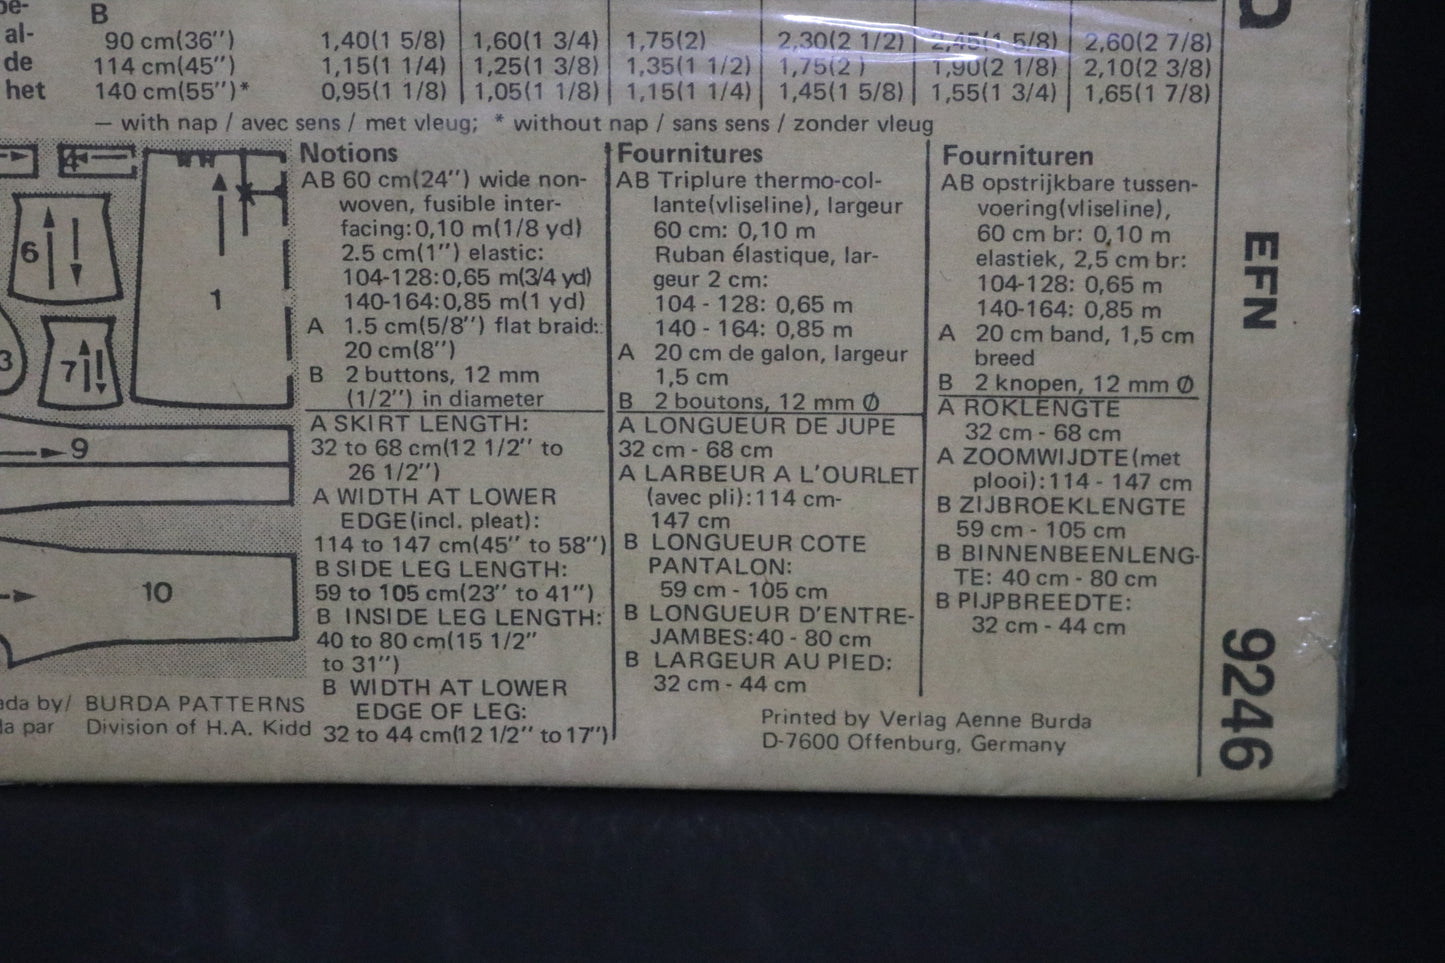 B
al-
de
het
90 cm(36″) 1,40(1 5/8) 1,60(1 3/4) 1,75(2) 2,30(2 1/2) 2,45(1 5/8) 2,60(2 7/8)
114 cm(45″) 1,15(1 1/4) 1,25(1 3/8) 1,35(1 1/2) 1,75(2 ) 1,90(2 1/8) 2,10(2 3/8)
140 cm(55″)* 0,95(1 1/8) 1,05(1 1/8) 1,15(1 1/4) 1,45(1 5/8) 1,55(1 3/4) 1,65(1 7/8)
— with nap / avec sens / met vleug; * without nap / sans sens / zonder vleug
4
6
1
3
7
9
10
Notions
AB 60 cm(24″) wide non-
woven, fusible inter-
facing:0,10 m(1/8 yd)
2.5 cm(1″) elastic:
104-128:0,65 m(3/4 yd)
140-164:0,85 m(1 yd)
A 1.5 cm(5/8″) flat braid:
20 cm(8″)
B 2 buttons, 12 mm
(1/2″) in diameter
A SKIRT LENGTH:
32 to 68 cm(12 1/2″ to
26 1/2″)
A WIDTH AT LOWER
EDGE(incl. pleat):
114 to 147 cm(45″ to 58″)
B SIDE LEG LENGTH:
59 to 105 cm(23″ to 41″)
B INSIDE LEG LENGTH:
40 to 80 cm(15 1/2″
to 31″)
B WIDTH AT LOWER
EDGE OF LEG:
32 to 44 cm(12 1/2″ to 17″)
Fournitures
AB Triplure thermo-col-
lante(vliseline), largeur
60 cm: 0,10 m
Ruban élastique, lar-
geur 2 cm:
104 - 128: 0,65 m
140 - 164: 0,85 m
A 20 cm de galon, largeur
1,5 cm
B 2 boutons, 12 mm Ø
A LONGUEUR DE JUPE
32 cm - 68 cm
A LARBEUR A L'OURLET
(avec pli):114 cm-
147 cm
B LONGUEUR COTE
PANTALON:
59 cm - 105 cm
B LONGUEUR D'ENTRE-
JAMBES:40 - 80 cm
B LARGEUR AU PIED:
32 cm - 44 cm
Fournituren
AB opstrijkbare tussen-
voering(vliseline),
60 cm br: 0,10 m
elastiek, 2,5 cm br:
104-128: 0,65 m
140-164: 0,85 m
A 20 cm band, 1,5 cm
breed
B 2 knopen, 12 mm Ø
A ROKLENGTE
32 cm - 68 cm
A ZOOMWIJDTE(met
plooi):114 - 147 cm
B ZIJBROEKLENGTE
59 cm - 105 cm
B BINNENBEENLENG-
TE: 40 cm - 80 cm
B PIJPBREEDTE:
32 cm - 44 cm
ada by/ BURDA PATTERNS
la par Division of H.A. Kidd
Printed by Verlag Aenne Burda
D-7600 Offenburg, Germany
EFN
9246